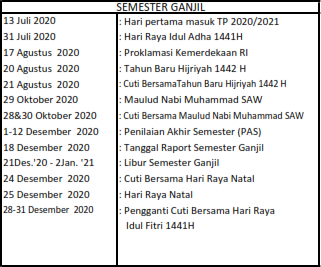 SEMESTER GANJIL
13 Juli 2020 : Hari pertama masuk TP 2020/2021
31 Juli 2020 : Hari Raya Idul Adha 1441H
17 Agustus 2020 : Proklamasi Kemerdekaan RI
20 Agustus 2020 : Tahun Baru Hijriyah 1442 H
21 Agustus 2020 : Cuti BersamaTahun Baru Hijriyah 1442 H
29 Oktober 2020 : Maulud Nabi Muhammad SAW
28&30 Oktober 2020 : Cuti Bersama Maulud Nabi Muhammad SAW
1-12 Desember 2020 : Penilaian Akhir Semester (PAS)
18 Desember 2020 : Tanggal Raport Semester Ganjil
21Des.'20 - 2Jan. '21 : Libur Semester Ganjil
24 Desember 2020 : Cuti Bersama Hari Raya Natal
25 Desember 2020 : Hari Raya Natal
28-31 Desember 2020 : Pengganti Cuti Bersama Hari Raya
Idul Fitri 1441H